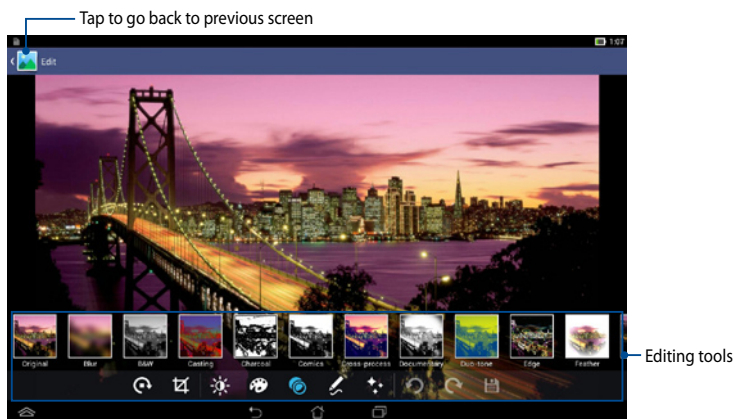 Tap to go back to previous screen
1:07
Edit
Original Blur B&W Casting Charcoal Comics Cross-process Documentary Duo-tone Edge Feather
Editing tools